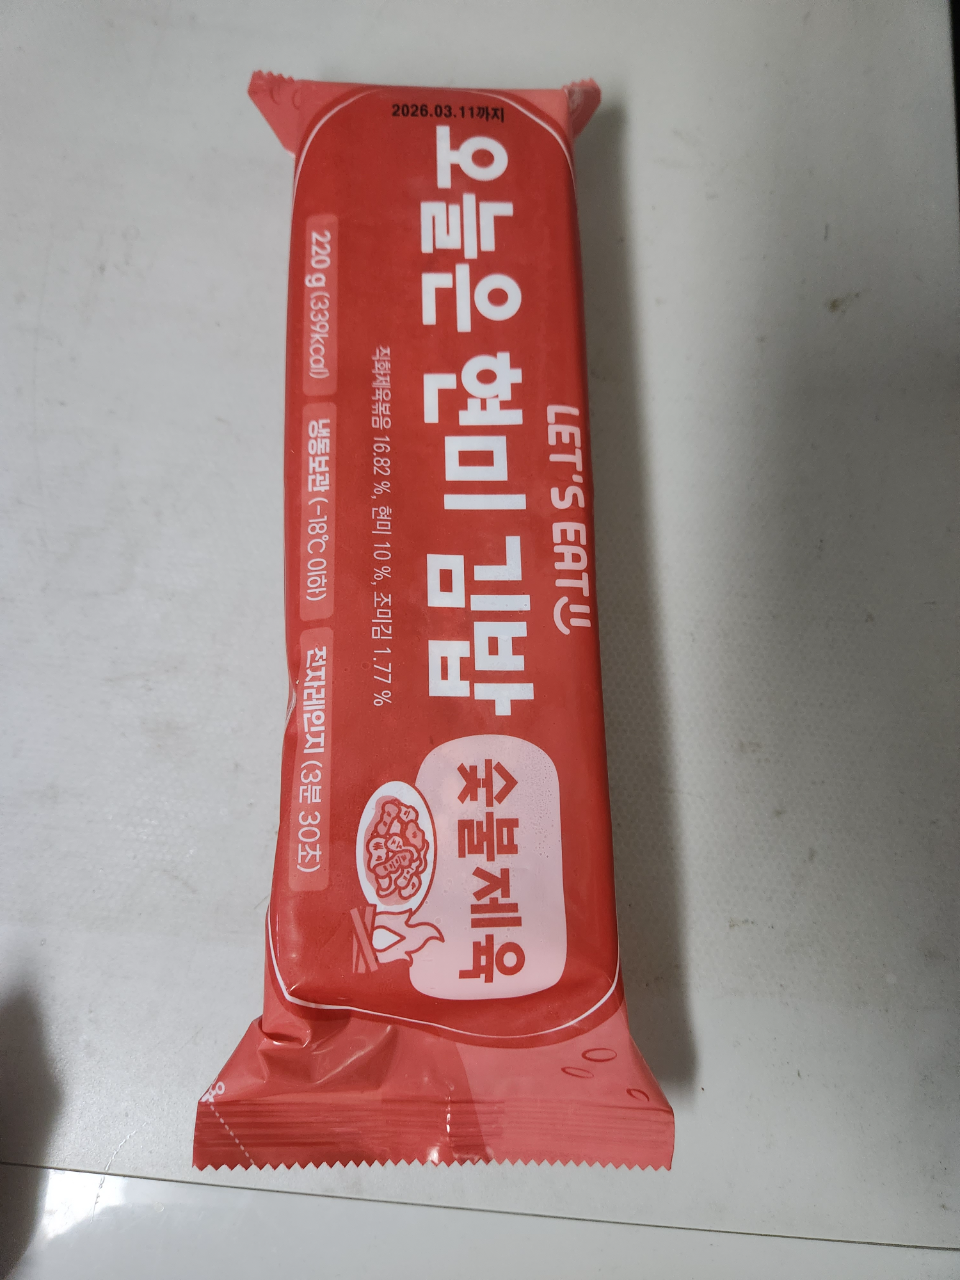 2026.03.11까지
LET'S EAT
오늘은 현미김밥
숯불제육
직화제육볶음 16.82 %, 현미 10 %, 조미김 1.77 %
220 g (339kcal)
냉동보관 (-18℃ 이하)
전자레인지 (3분 30초)